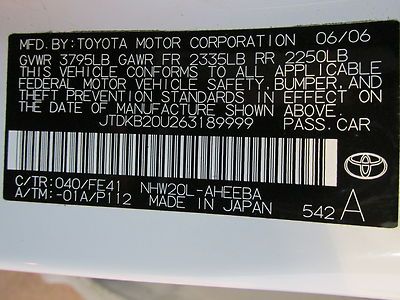 MFD. BY: TOYOTA MOTOR CORPORATION 06/06
GVWR 3795LB GAWR FR 2335LB RR 2250LB
THIS VEHICLE CONFORMS TO ALL APPLICABLE
FEDERAL MOTOR VEHICLE SAFETY, BUMPER, AND
THEFT PREVENTION STANDARDS IN EFFECT ON
THE DATE OF MANUFACTURE SHOWN ABOVE.
JTDKB20U263189999 PASS. CAR
TOYOTA
C/TR: 040/FE41 NHW20L-AHEEBA
A/TM: -01A/P112 MADE IN JAPAN 542 A